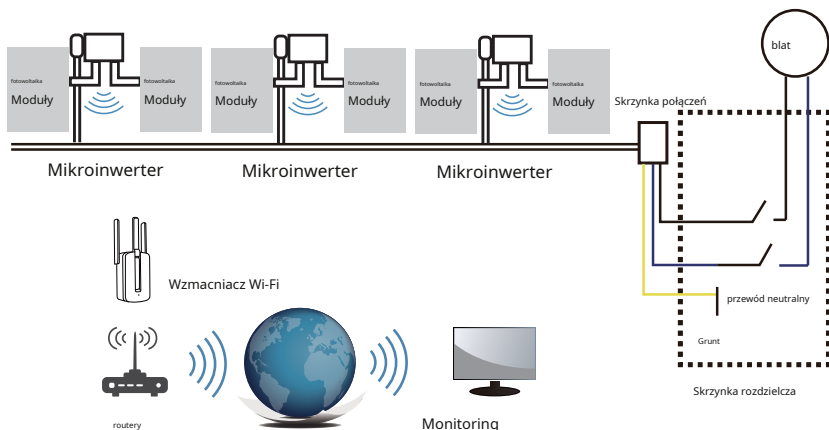 blat
fotowoltaika
Moduły
fotowoltaika
Moduły
fotowoltaika
Moduły
fotowoltaika
Moduły
fotowoltaika
Moduły
fotowoltaika
Moduły
Skrzynka połączeń
Mikroinwerter
Mikroinwerter
Mikroinwerter
Wzmacniacz Wi-Fi
przewód neutralny
Grunt
Skrzynka rozdzielcza
routery
Monitoring